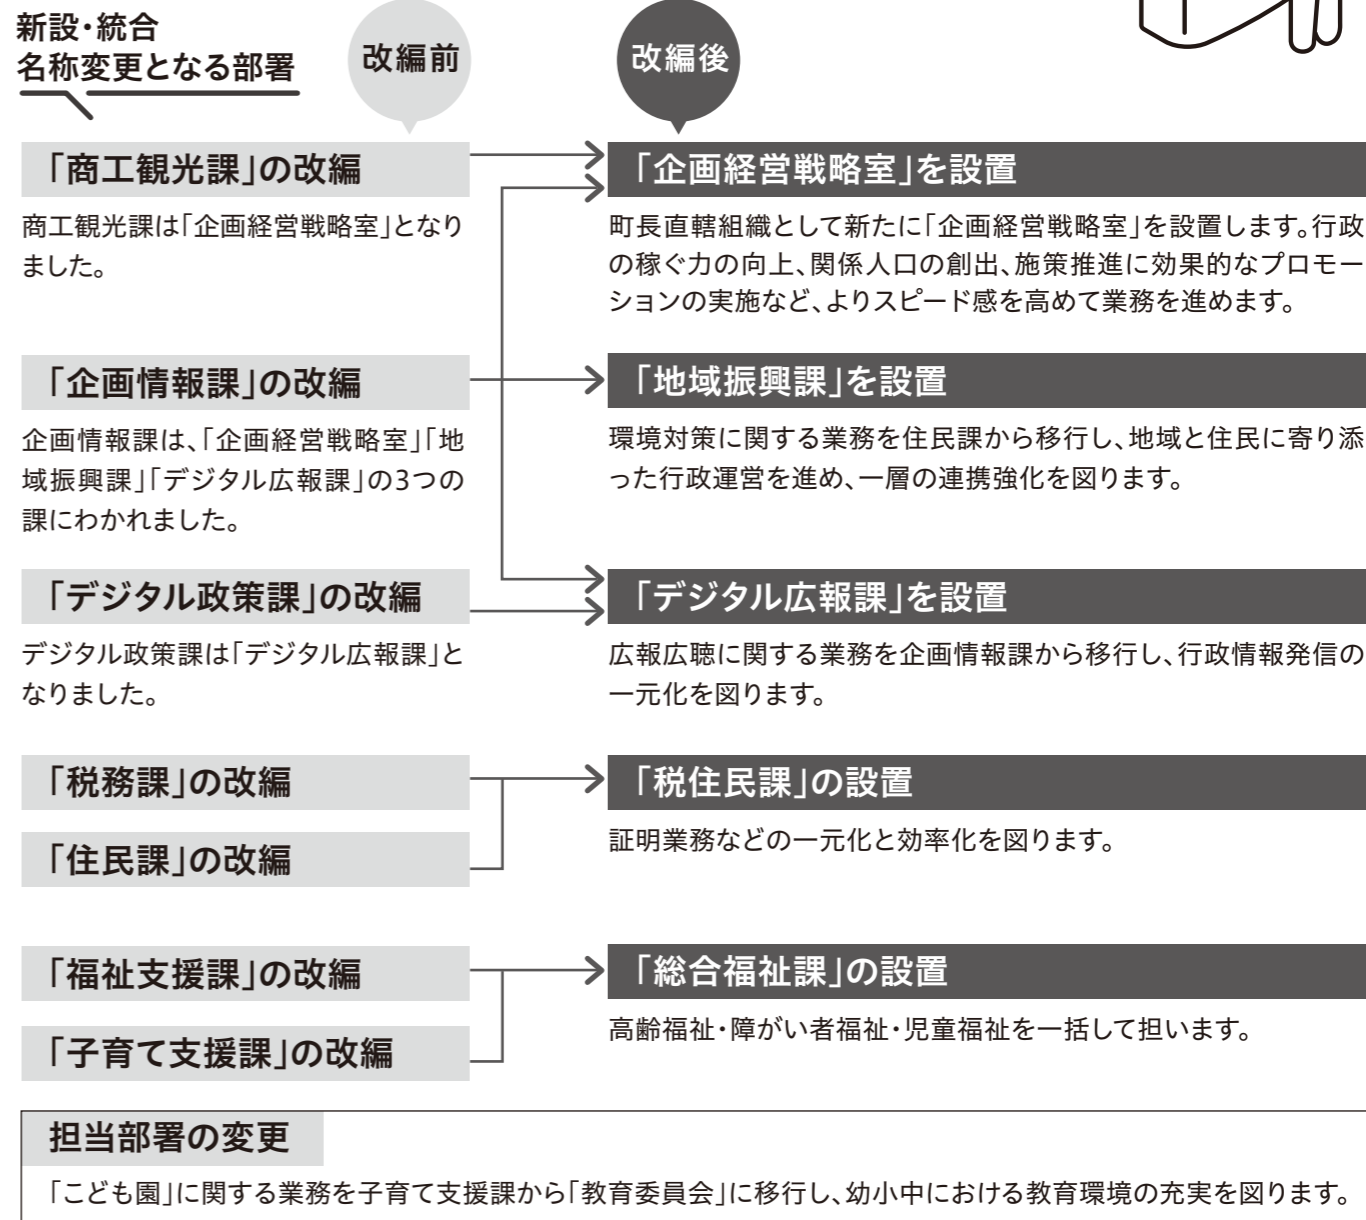 新設・統合
名称変更となる部署
改編前
改編後
「商工観光課」の改編
商工観光課は「企画経営戦略室」となり
ました。
「企画経営戦略室」を設置
町長直轄組織として新たに「企画経営戦略室」を設置します。行政
の稼ぐ力の向上、関係人口の創出、施策推進に効果的なプロモー
ションの実施など、よりスピード感を高めて業務を進めます。
「企画情報課」の改編
企画情報課は、「企画経営戦略室」「地
域振興課」「デジタル広報課」の3つの
課にわかれました。
「地域振興課」を設置
環境対策に関する業務を住民課から移行し、地域と住民に寄り添
った行政運営を進め、一層の連携強化を図ります。
「デジタル政策課」の改編
デジタル政策課は「デジタル広報課」と
なりました。
「デジタル広報課」を設置
広報広聴に関する業務を企画情報課から移行し、行政情報発信の
一元化を図ります。
「税務課」の改編
「住民課」の改編
「税住民課」の設置
証明業務などの一元化と効率化を図ります。
「福祉支援課」の改編
「子育て支援課」の改編
「総合福祉課」の設置
高齢福祉・障がい者福祉・児童福祉を一括して担います。
担当部署の変更
「こども園」に関する業務を子育て支援課から「教育委員会」に移行し、幼小中における教育環境の充実を図ります。